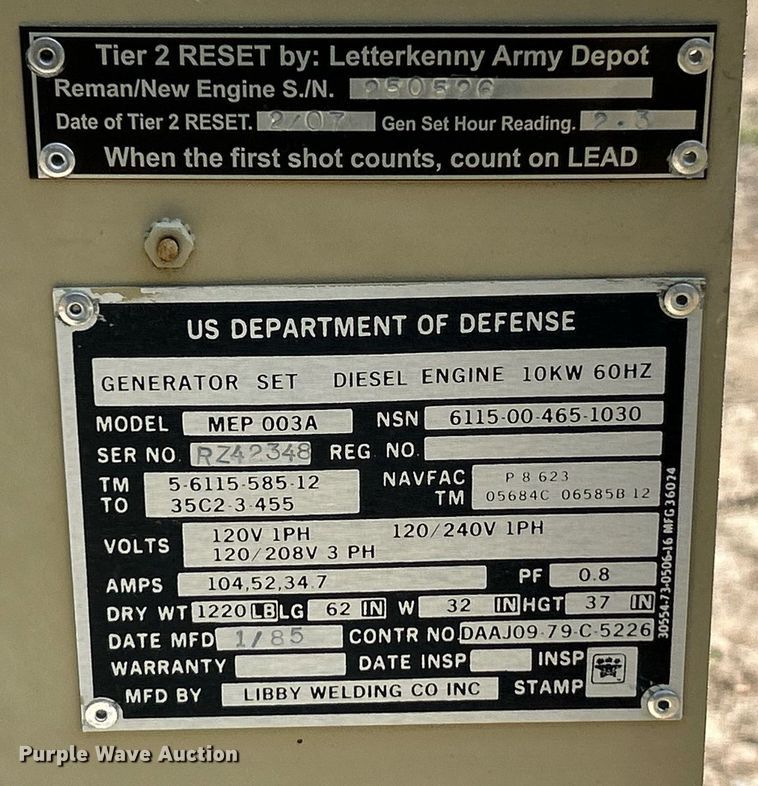 Tier 2 RESET by: Letterkenny Army Depot
Reman/New Engine S./N. 250526
Date of Tier 2 RESET. 2/07 Gen Set Hour Reading. 2.3
When the first shot counts, count on LEAD
US DEPARTMENT OF DEFENSE
GENERATOR SET DIESEL ENGINE 10KW 60HZ
MODEL MEP 003A NSN 6115-00-465-1030
SER NO. RZ42348 REG NO.
TM 5-6115-585-12 NAVFAC P 8 623
TO 35C2-3-455 TM 05684C 06585B 12
VOLTS 120V 1PH 120/240V 1PH
120/208V 3 PH
AMPS 104,52,34.7 PF 0.8
DRY WT 1220 LB LG 62 IN W 32 IN HGT 37 IN
DATE MFD 1/85 CONTR NO. DAAJ09-79-C-5226
WARRANTY DATE INSP INSP
MFD BY LIBBY WELDING CO INC STAMP
30554-73-0506-16 MFG 36024
Purple Wave Auction